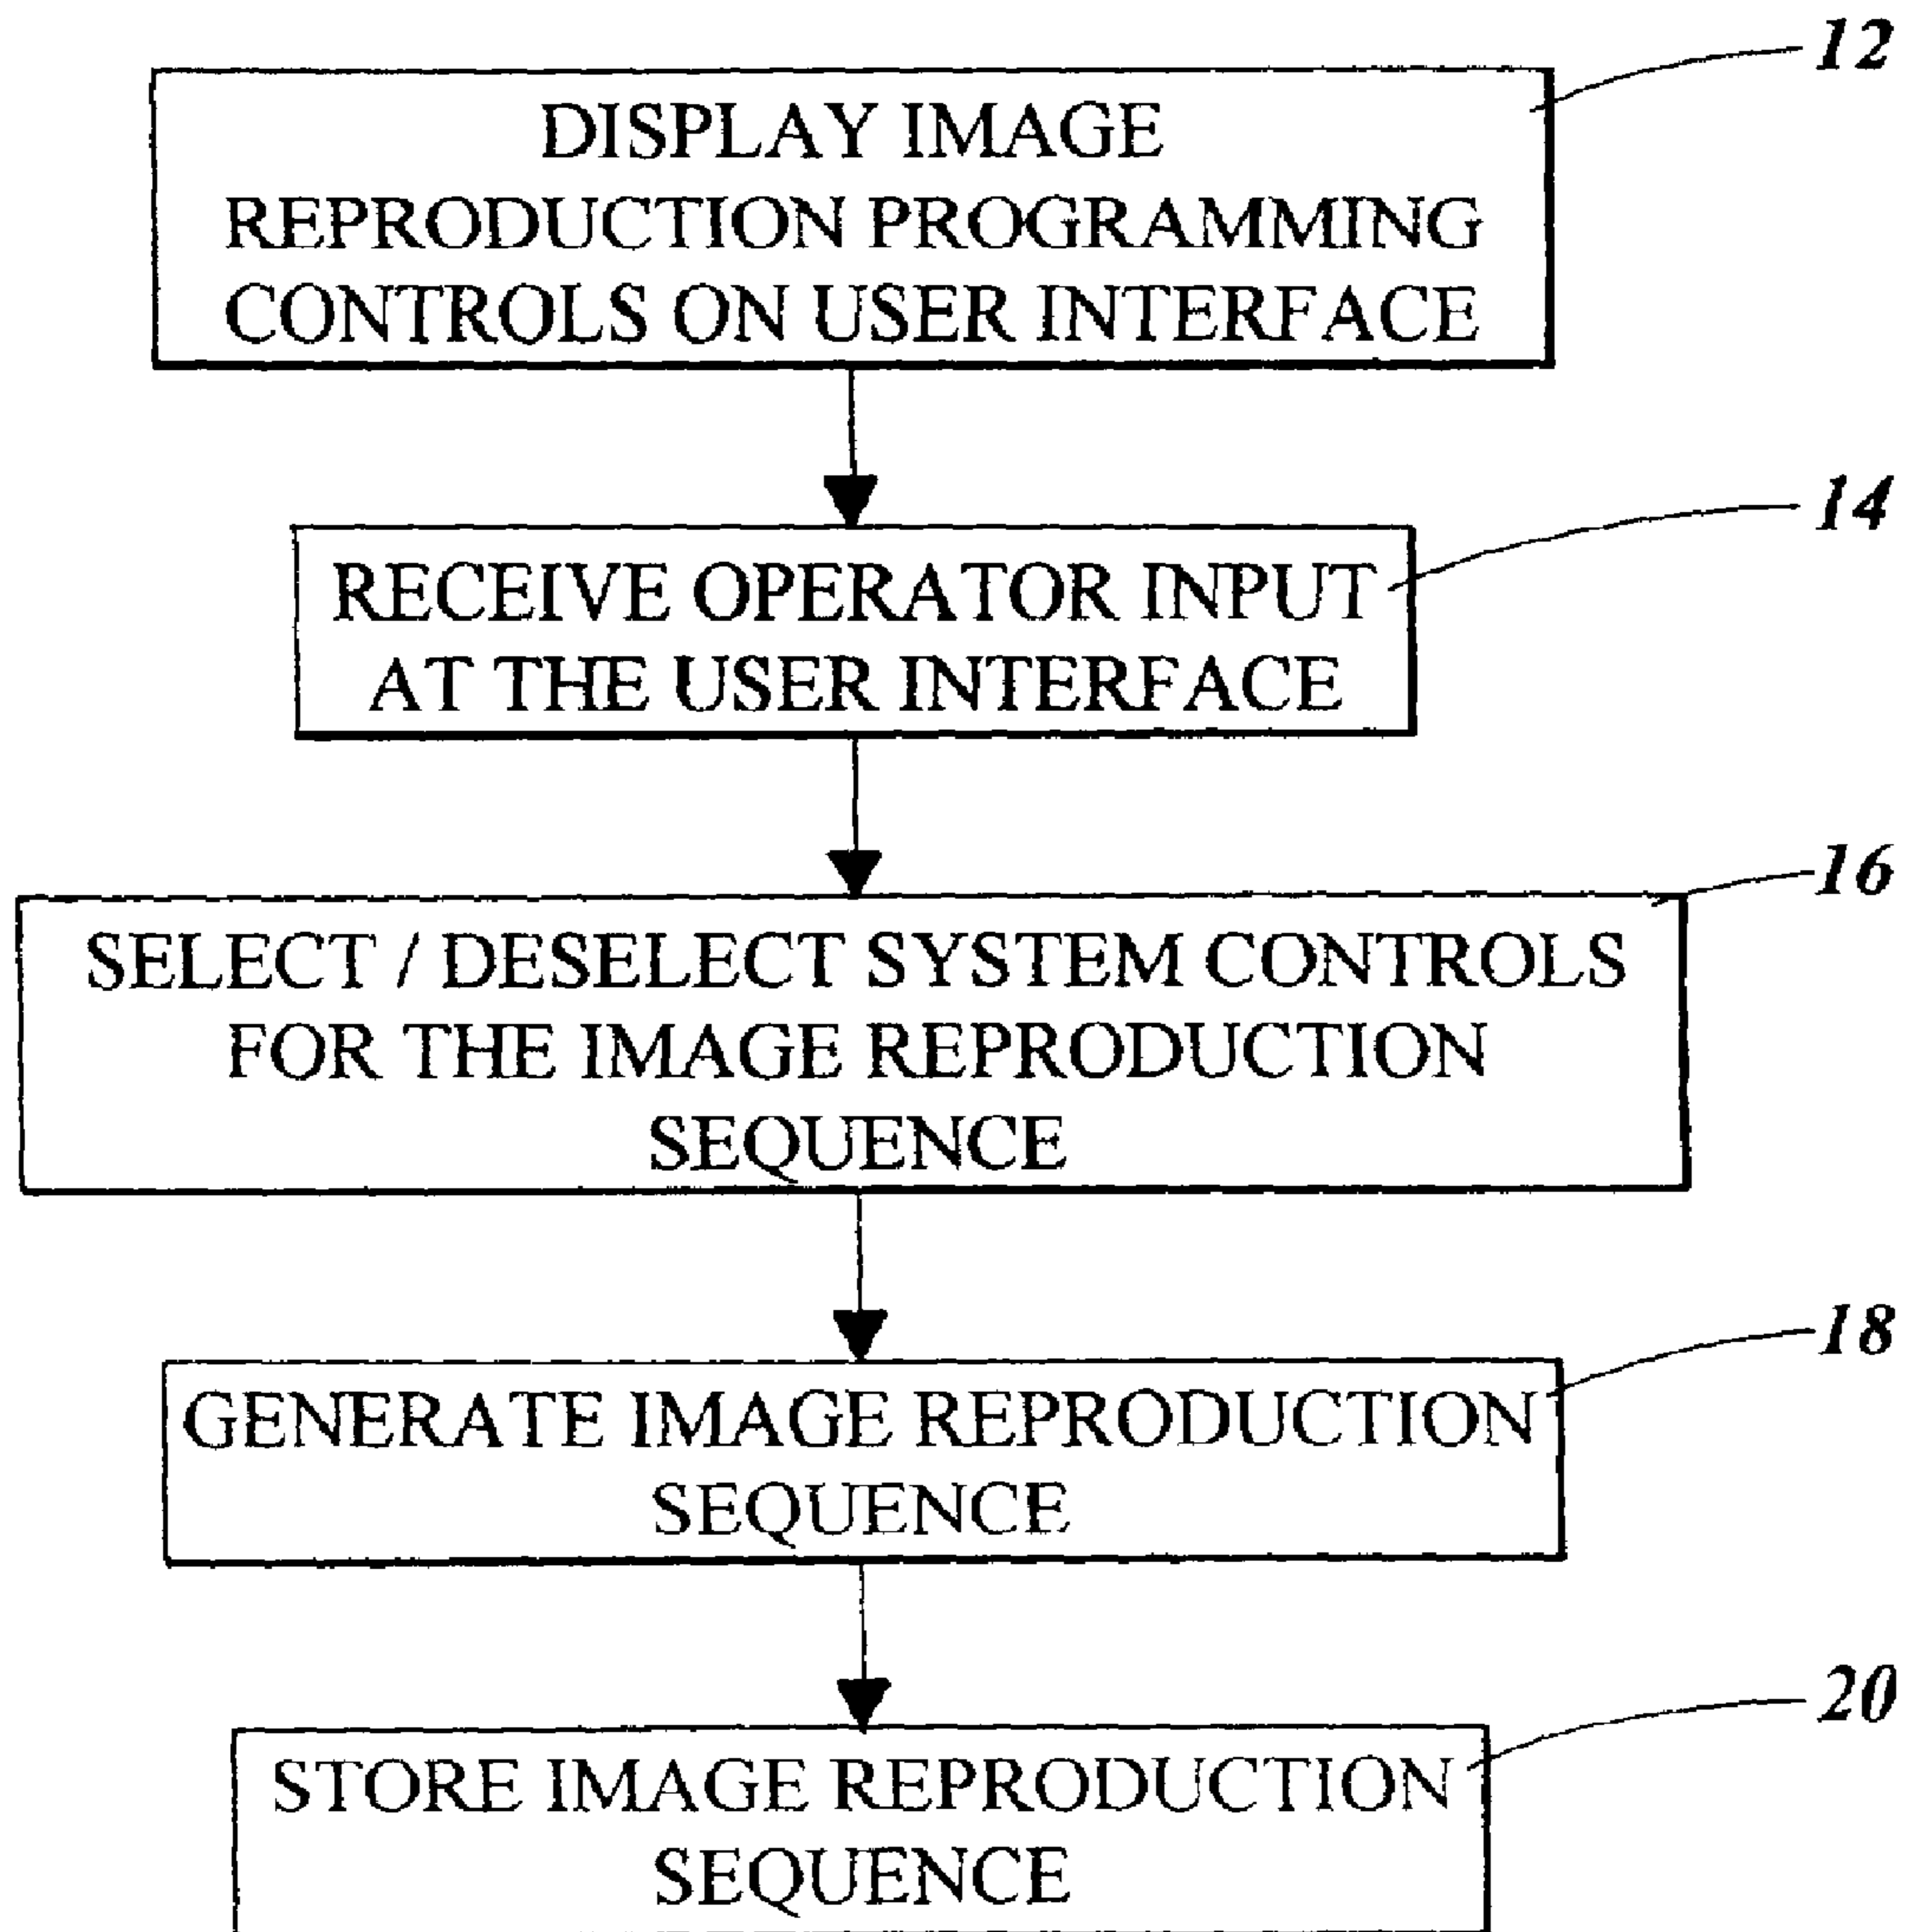 12
DISPLAY IMAGE
REPRODUCTION PROGRAMMING
CONTROLS ON USER INTERFACE
14
RECEIVE OPERATOR INPUT
AT THE USER INTERFACE
16
SELECT / DESELECT SYSTEM CONTROLS
FOR THE IMAGE REPRODUCTION
SEQUENCE
18
GENERATE IMAGE REPRODUCTION
SEQUENCE
20
STORE IMAGE REPRODUCTION
SEQUENCE